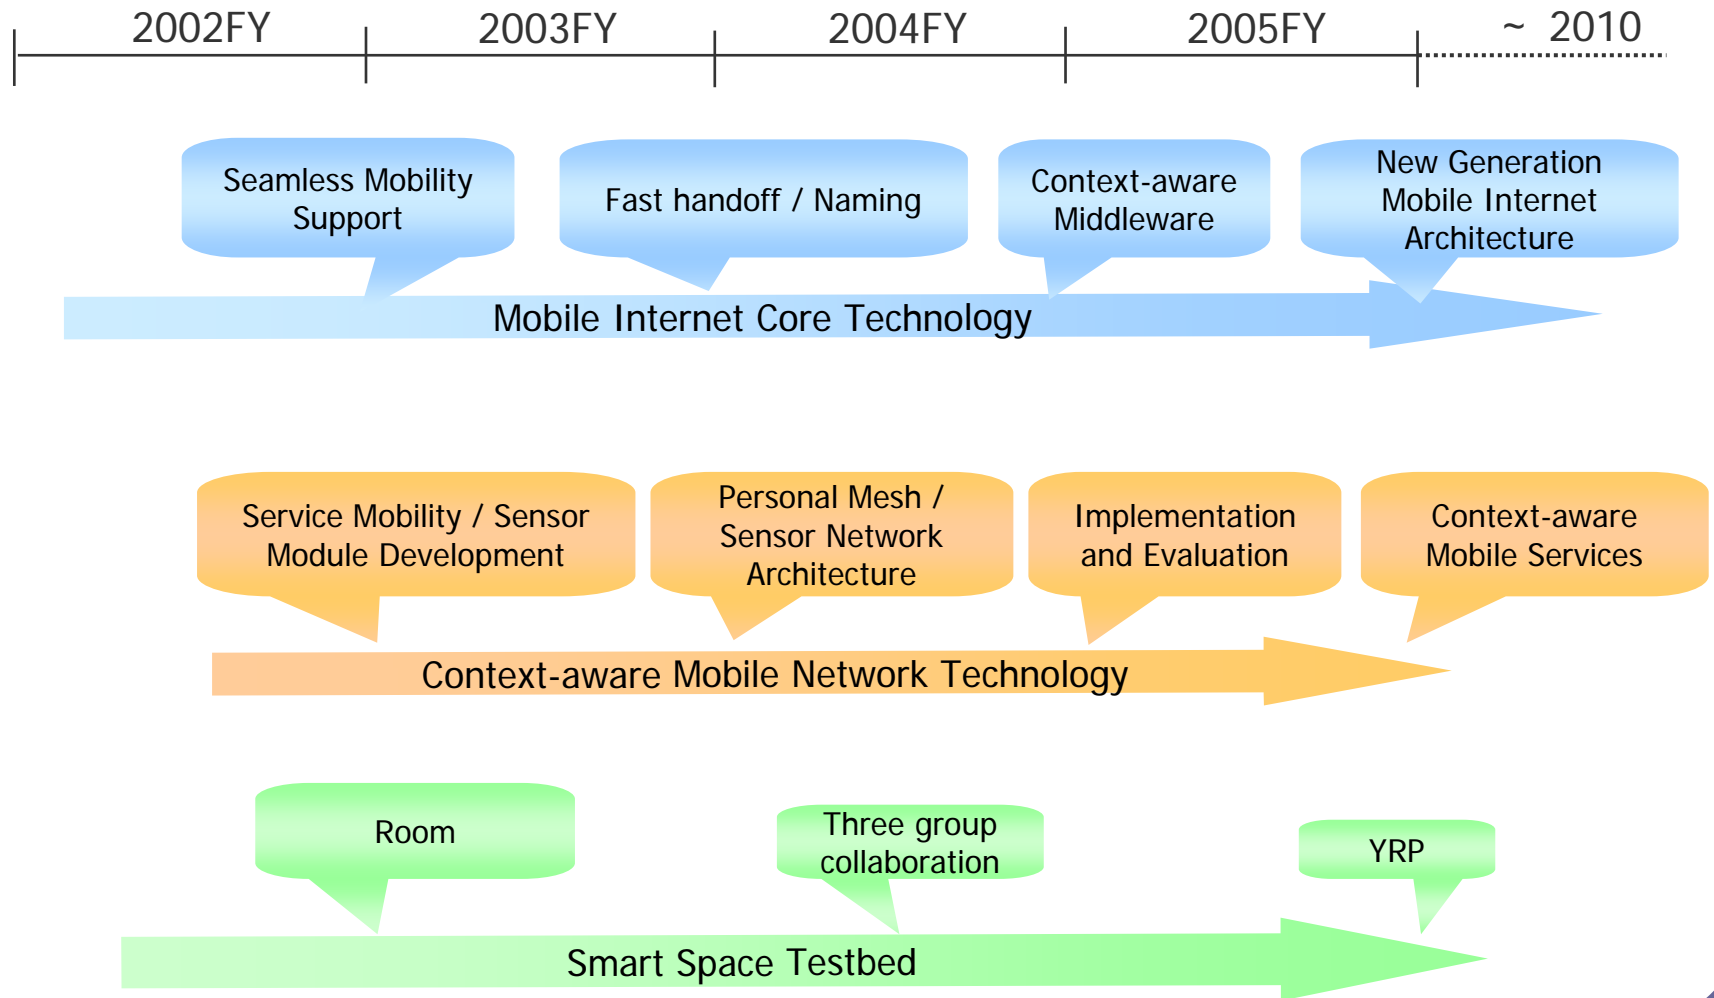 2002FY 2003FY 2004FY 2005FY ~ 2010
Seamless Mobility
Support
Fast handoff / Naming
Context-aware
Middleware
New Generation
Mobile Internet
Architecture
Mobile Internet Core Technology
Service Mobility / Sensor
Module Development
Personal Mesh /
Sensor Network
Architecture
Implementation
and Evaluation
Context-aware
Mobile Services
Context-aware Mobile Network Technology
Room
Three group
collaboration
YRP
Smart Space Testbed